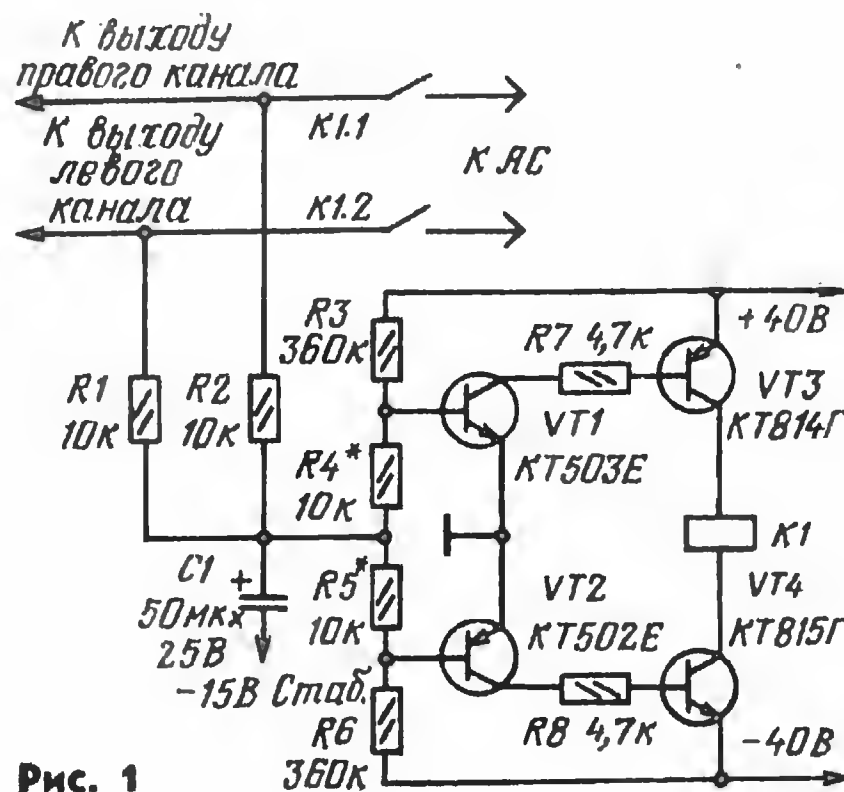 К выходу
правого канала
К выходу
левого
канала
К1.1
К АС
К1.2
R1
10к
R2
10к
R3
360к
R4*
10к
R5*
10к
R6
360к
C1
+
50мк×
25В
-15В Стаб.
R7 4,7к
VT1
КТ503Е
VT2
КТ502Е
R8 4,7к
+40В
VT3
КТ814Г
К1
VT4
КТ815Г
-40В
Рис. 1